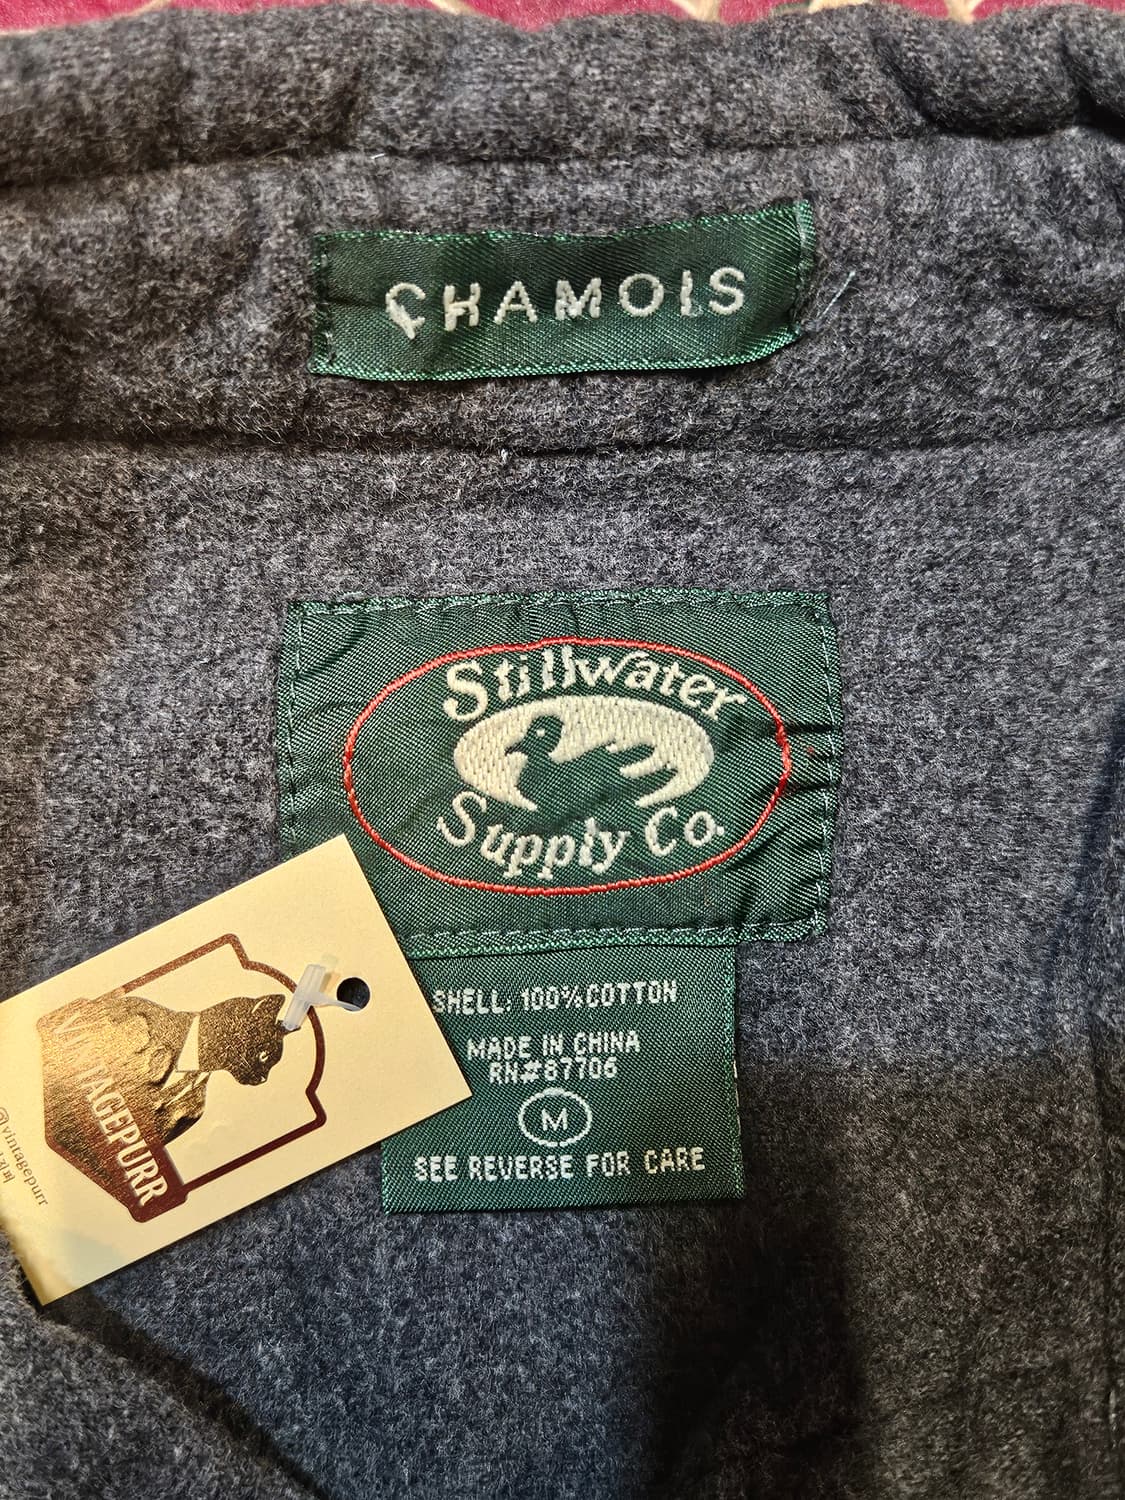 CHAMOIS
Stillwater
Supply Co.
SHELL: 100% COTTON
MADE IN CHINA
RN#87706
M
SEE REVERSE FOR CARE
VINTAGEPURR
@vintagepurr